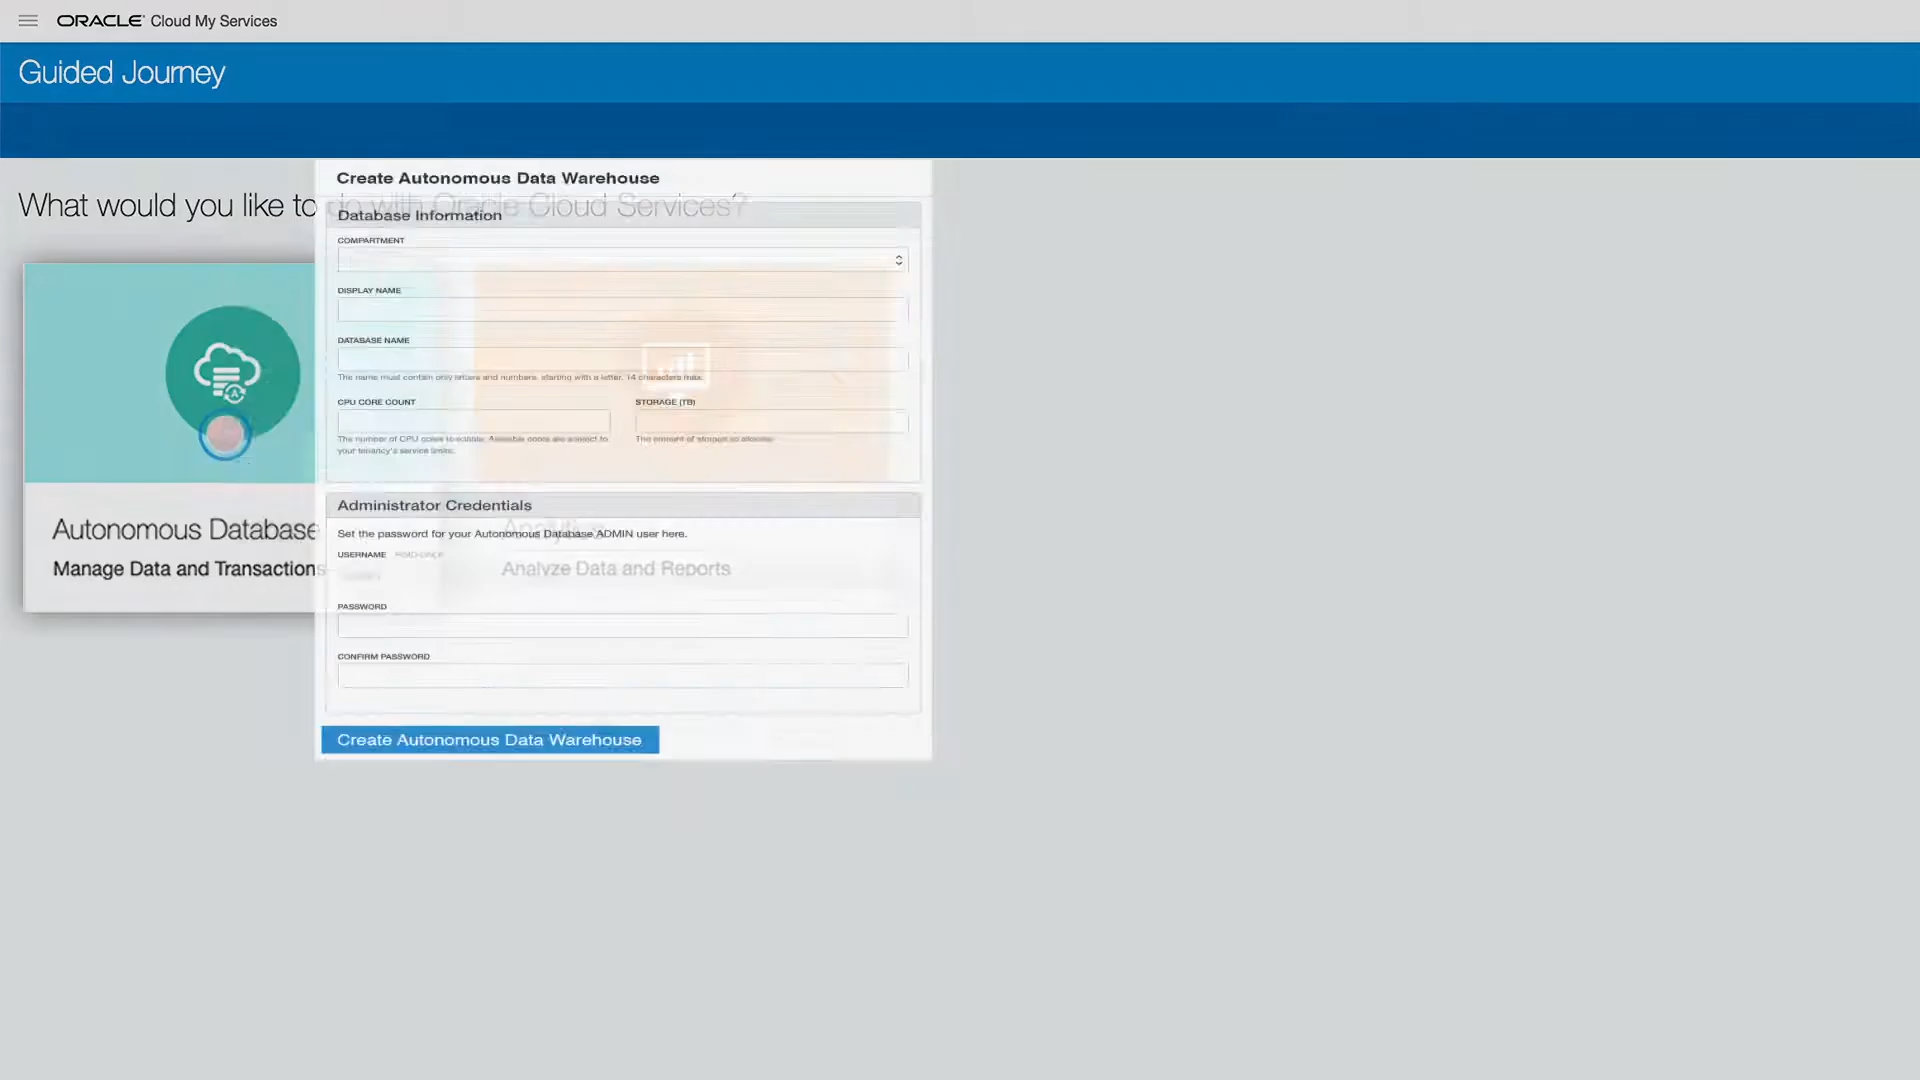 ORACLE Cloud My Services
Guided Journey
What would you like to do with Oracle Cloud Services?
Create Autonomous Data Warehouse
Database Information
COMPARTMENT
DISPLAY NAME
DATABASE NAME
The name must contain only letters and numbers, starting with a letter. 14 characters max.
CPU CORE COUNT
STORAGE (TB)
The number of CPU cores to enable. Available cores are subject to
your tenancy's service limits.
The amount of storage to allocate.
Administrator Credentials
Set the password for your Autonomous Database ADMIN user here.
USERNAME READ-ONLY
PASSWORD
CONFIRM PASSWORD
Create Autonomous Data Warehouse
Autonomous Database
Manage Data and Transactions
Analytics
Analyze Data and Reports